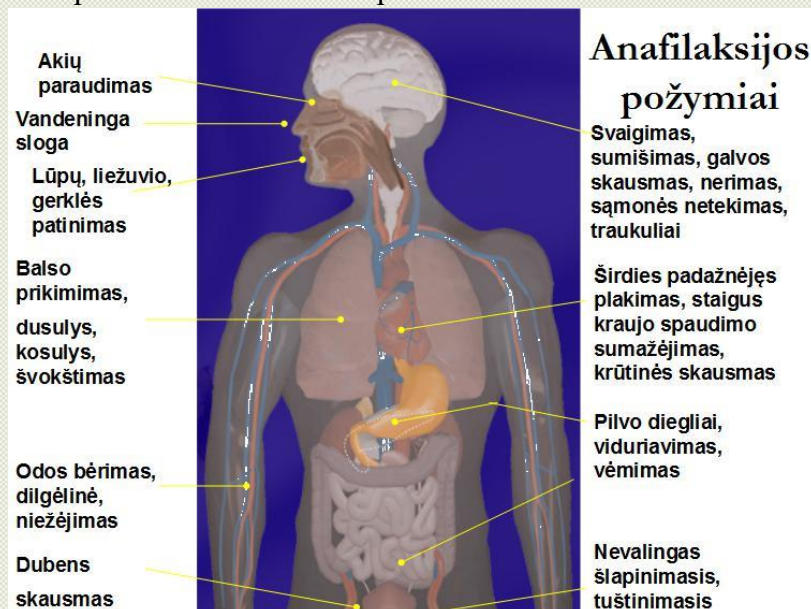 Anafilaksijos
požymiai
Akių
paraudimas
Vandeninga
sloga
Lūpų, liežuvio,
gerklės
patinimas
Balso
prikimimas,
dusulys,
kosulys,
švokštimas
Odos bėrimas,
dilgėlinė,
niežėjimas
Dubens
skausmas
Svaigimas,
sumišimas, galvos
skausmas, nerimas,
sąmonės netekimas,
traukuliai
Širdies padažnėjęs
plakimas, staigus
kraujo spaudimo
sumažėjimas,
krūtinės skausmas
Pilvo diegliai,
viduriavimas,
vėmimas
Nevalingas
šlapinimasis,
tuštinimasis